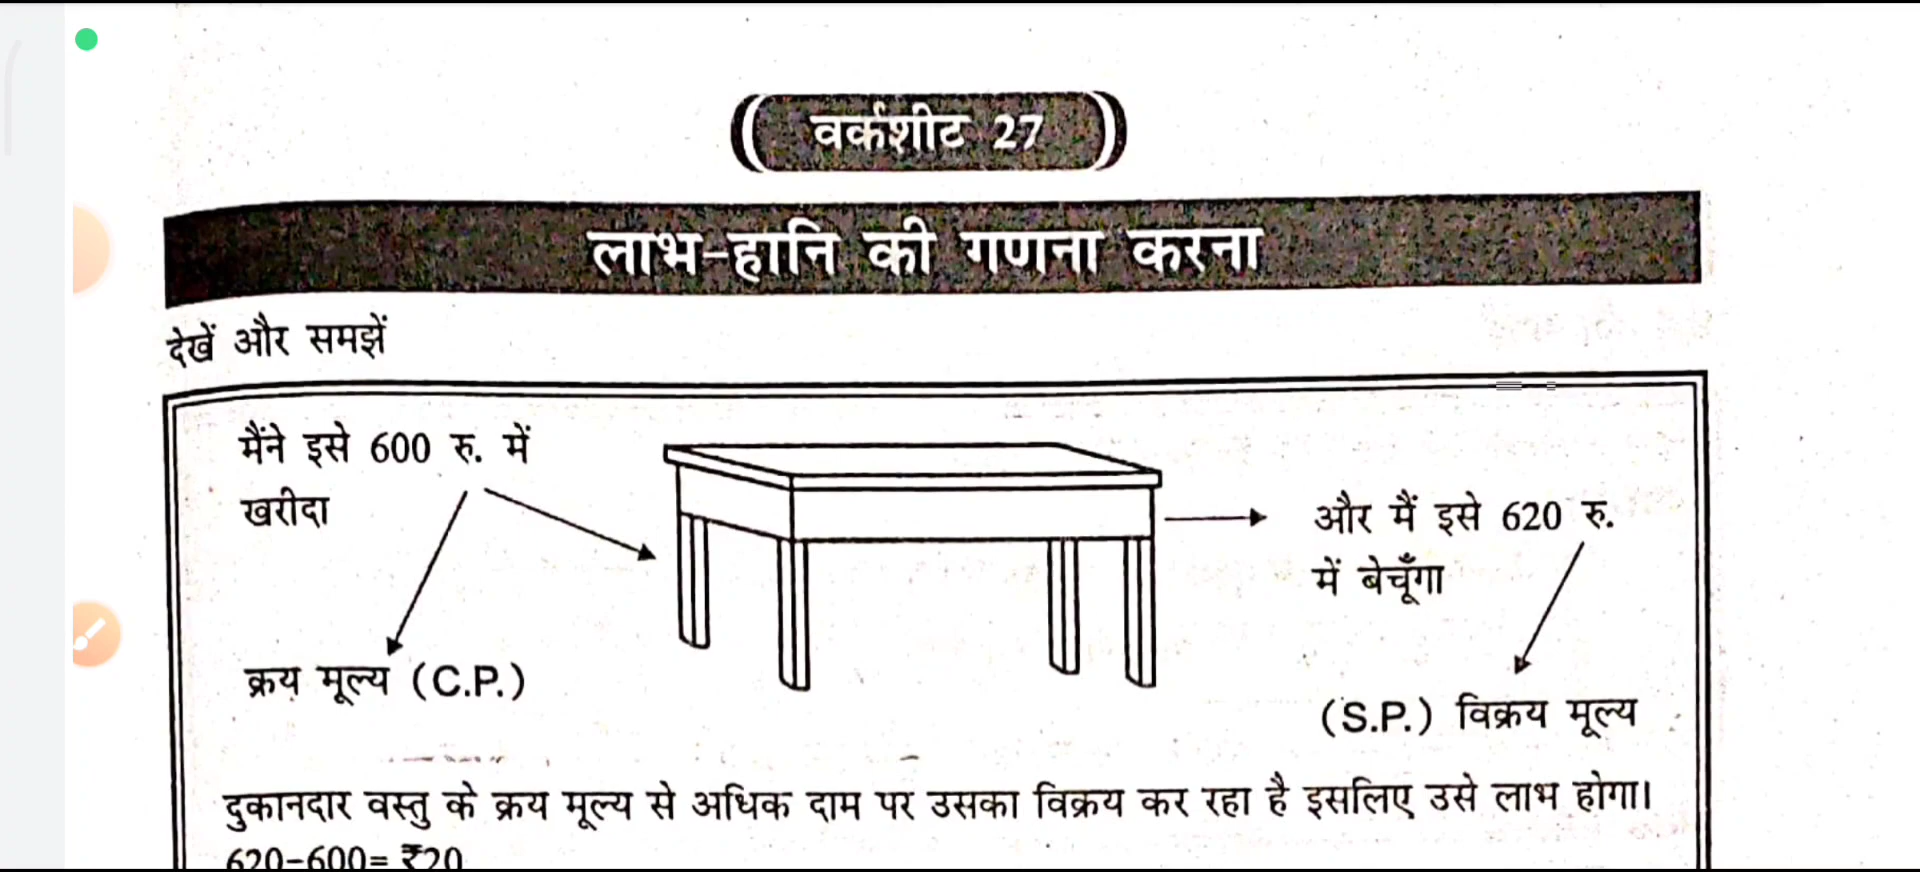 वर्कशीट 27
लाभ-हानि की गणना करना
देखें और समझें
मैंने इसे 600 रु. में
खरीदा
और मैं इसे 620 रु.
में बेचूँगा
क्रय मूल्य (C.P.)
(S.P.) विक्रय मूल्य
दुकानदार वस्तु के क्रय मूल्य से अधिक दाम पर उसका विक्रय कर रहा है इसलिए उसे लाभ होगा।
620-600= ₹20